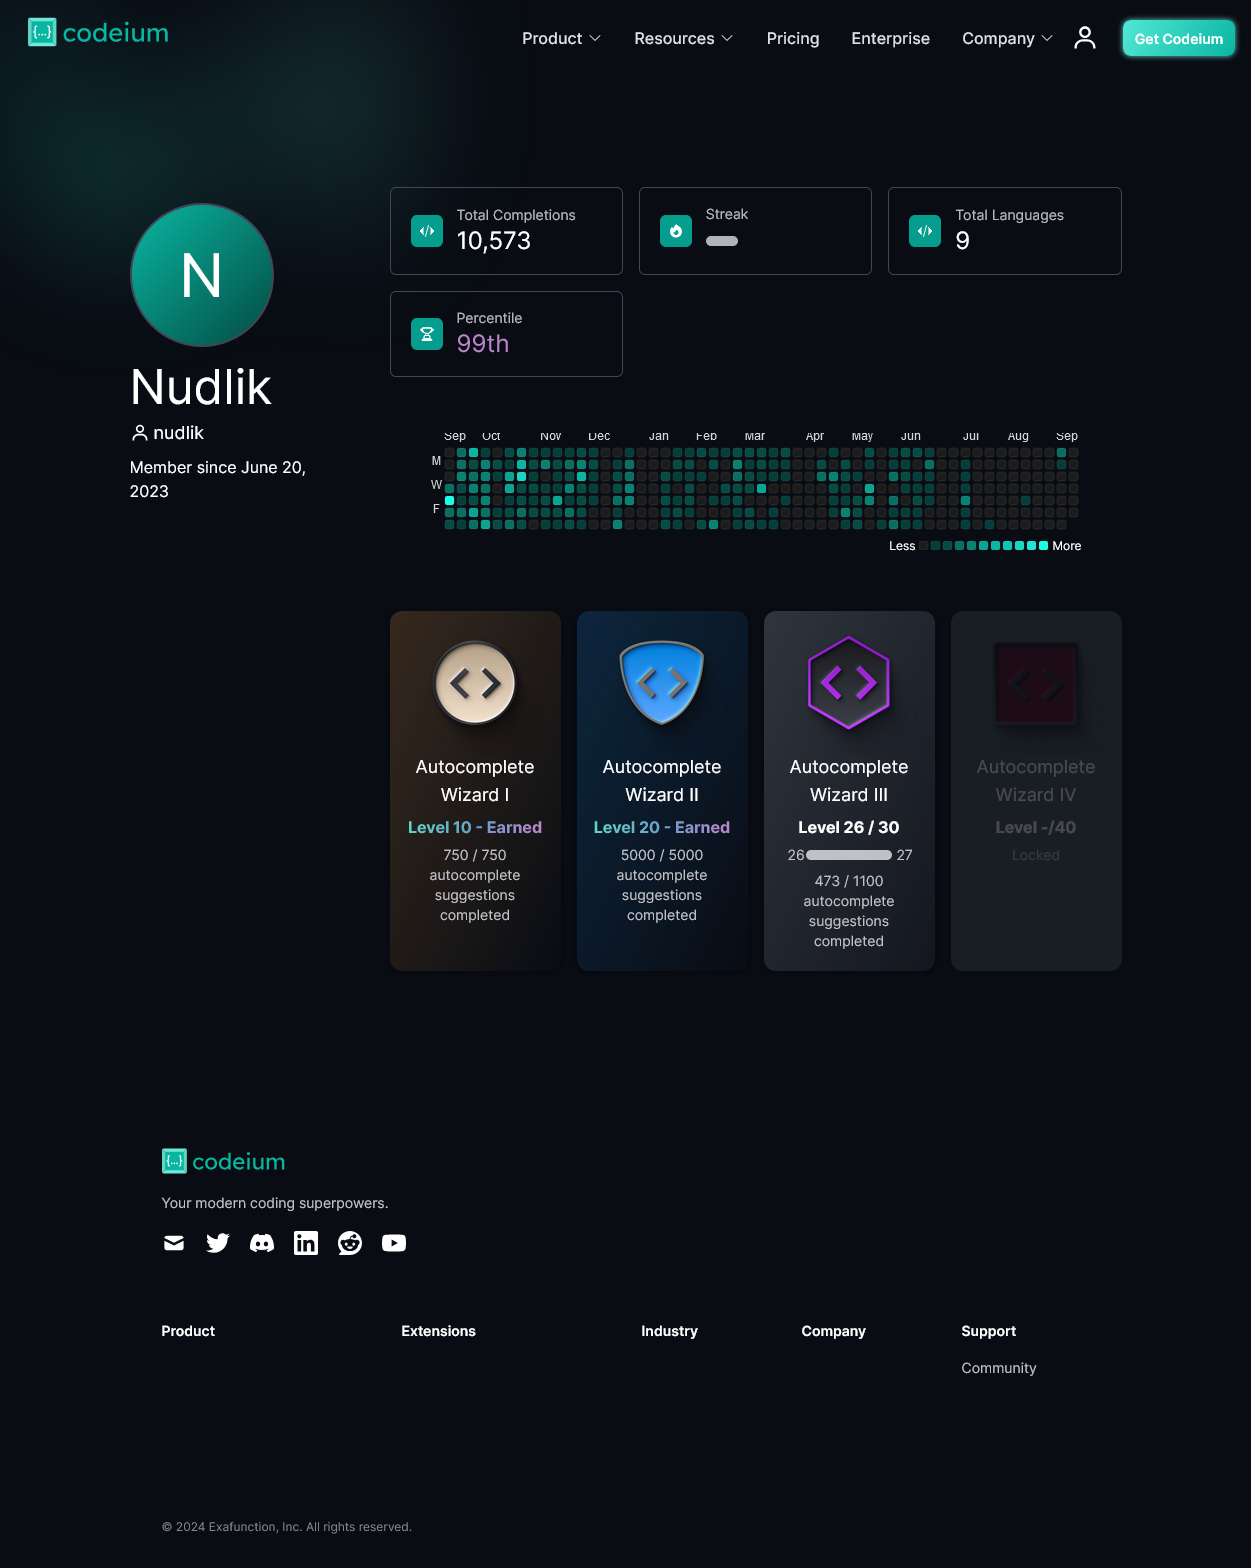 codeium
Product
Resources
Pricing
Enterprise
Company
Get Codeium
N
Nudlik
nudlik
Member since June 20,
2023
Total Completions
10,573
Streak
Total Languages
9
Percentile
99th
Sep Oct Nov Dec Jan Feb Mar Apr May Jun Jul Aug Sep
M
W
F
Less More
Autocomplete
Wizard I
Level 10 - Earned
750 / 750
autocomplete
suggestions
completed
Autocomplete
Wizard II
Level 20 - Earned
5000 / 5000
autocomplete
suggestions
completed
Autocomplete
Wizard III
Level 26 / 30
26 27
473 / 1100
autocomplete
suggestions
completed
Autocomplete
Wizard IV
Level -/40
Locked
codeium
Your modern coding superpowers.
Product
Extensions
Industry
Company
Support
Community
© 2024 Exafunction, Inc. All rights reserved.